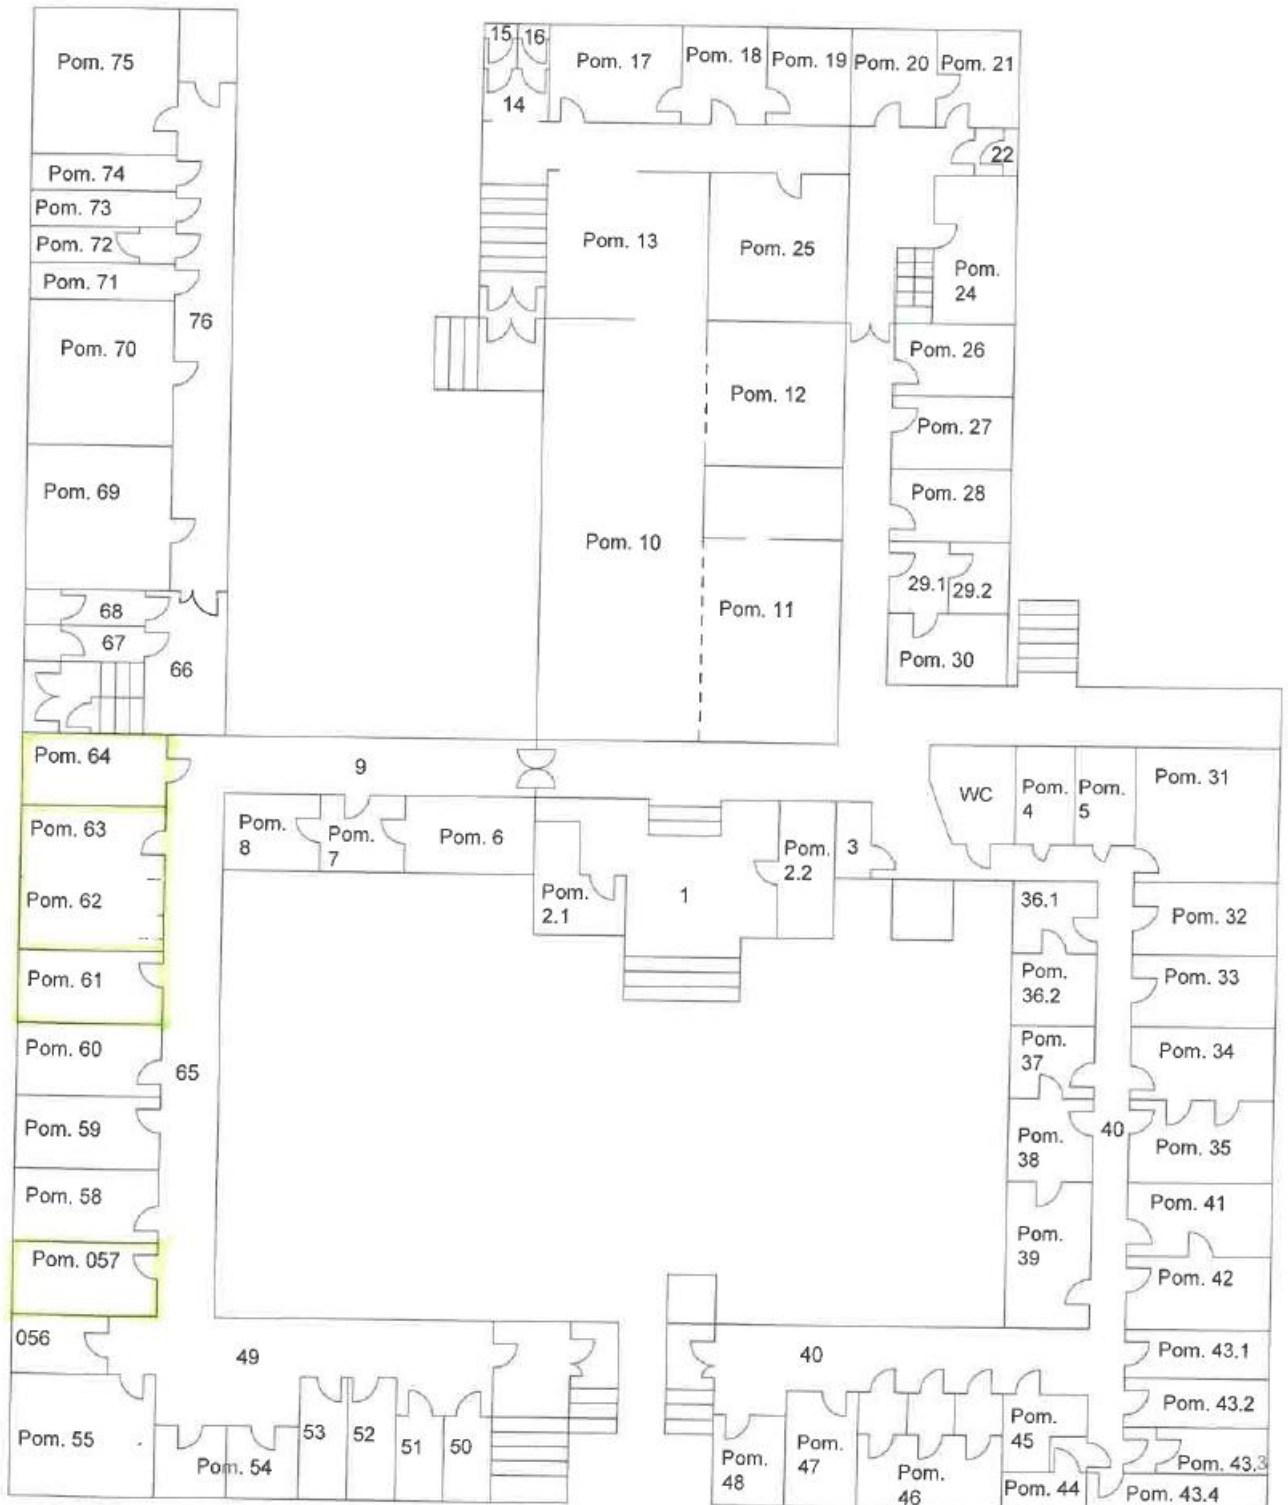 15 16
Pom. 75
Pom. 17
Pom. 18
Pom. 19
Pom. 20
Pom. 21
14
22
Pom. 74
Pom. 73
Pom. 72
Pom. 71
76
Pom. 70
Pom. 13
Pom. 25
Pom.
24
Pom. 26
Pom. 12
Pom. 27
Pom. 69
Pom. 28
Pom. 10
29.1
29.2
68
67
66
Pom. 11
Pom. 30
Pom. 64
9
WC
Pom.
4
Pom.
5
Pom. 31
Pom. 63
Pom.
8
Pom.
7
Pom. 6
Pom.
2.2
3
Pom. 62
Pom.
2.1
1
36.1
Pom. 32
Pom. 61
Pom.
36.2
Pom. 33
Pom. 60
65
Pom.
37
Pom. 34
Pom. 59
Pom.
38
40
Pom. 35
Pom. 58
Pom. 41
Pom. 057
Pom.
39
Pom. 42
056
49
40
Pom. 43.1
Pom. 43.2
Pom. 55
Pom. 54
53
52
51
50
Pom.
48
Pom.
47
Pom.
46
Pom.
45
Pom. 44
Pom. 43.3
Pom. 43.4